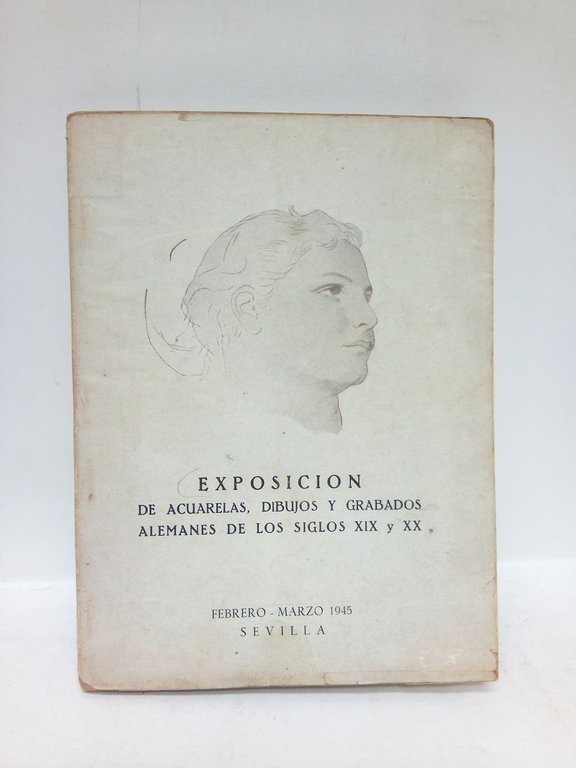 EXPOSICION
DE ACUARELAS, DIBUJOS Y GRABADOS
ALEMANES DE LOS SIGLOS XIX y XX
FEBRERO - MARZO 1945
SEVILLA